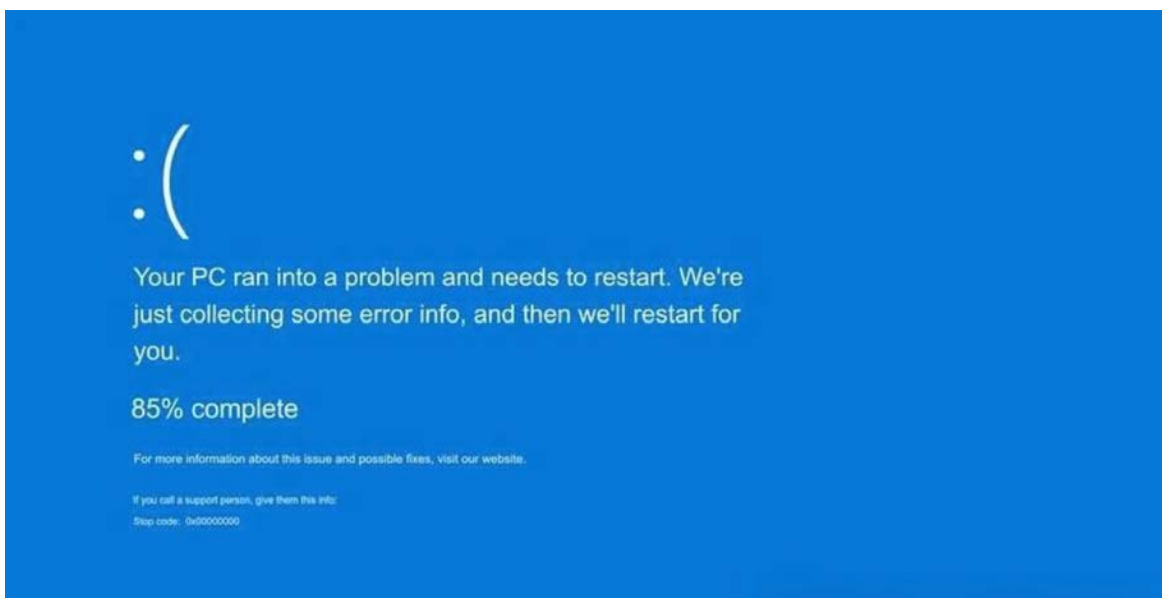 :(
Your PC ran into a problem and needs to restart. We're
just collecting some error info, and then we'll restart for
you.
85% complete
For more information about this issue and possible fixes, visit our website.
If you call a support person, give them this info:
Stop code: 0x00000000